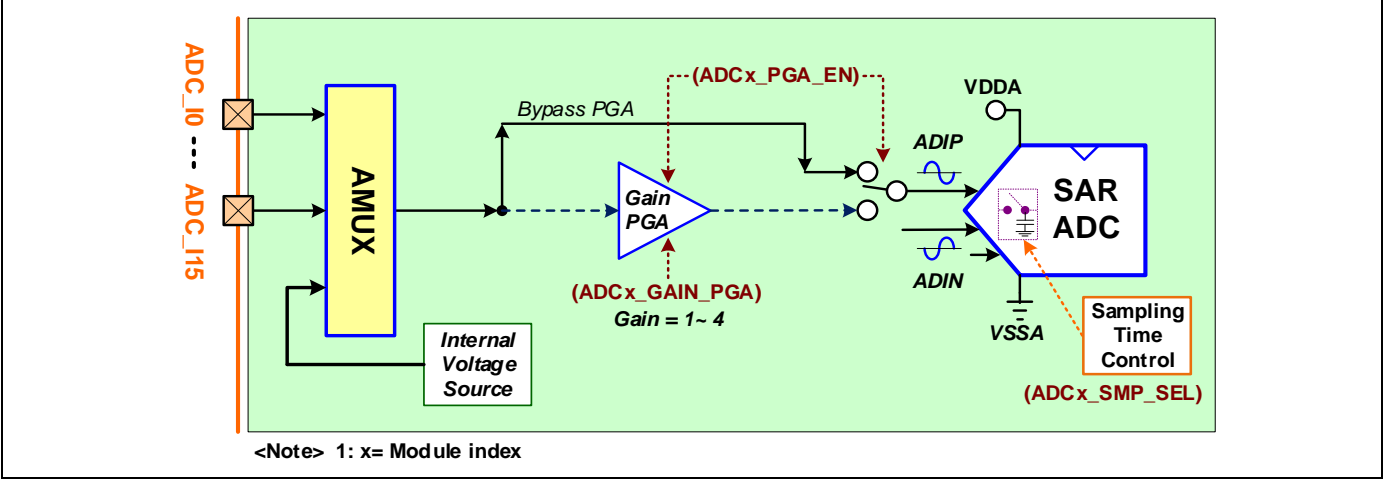 ADC_I0
ADC_I15
AMUX
Bypass PGA
(ADCx_PGA_EN)
Gain
PGA
(ADCx_GAIN_PGA)
Gain = 1~ 4
Internal
Voltage
Source
VDDA
ADIP
ADIN
SAR
ADC
VSSA
Sampling
Time
Control
(ADCx_SMP_SEL)
<Note> 1: x= Module index